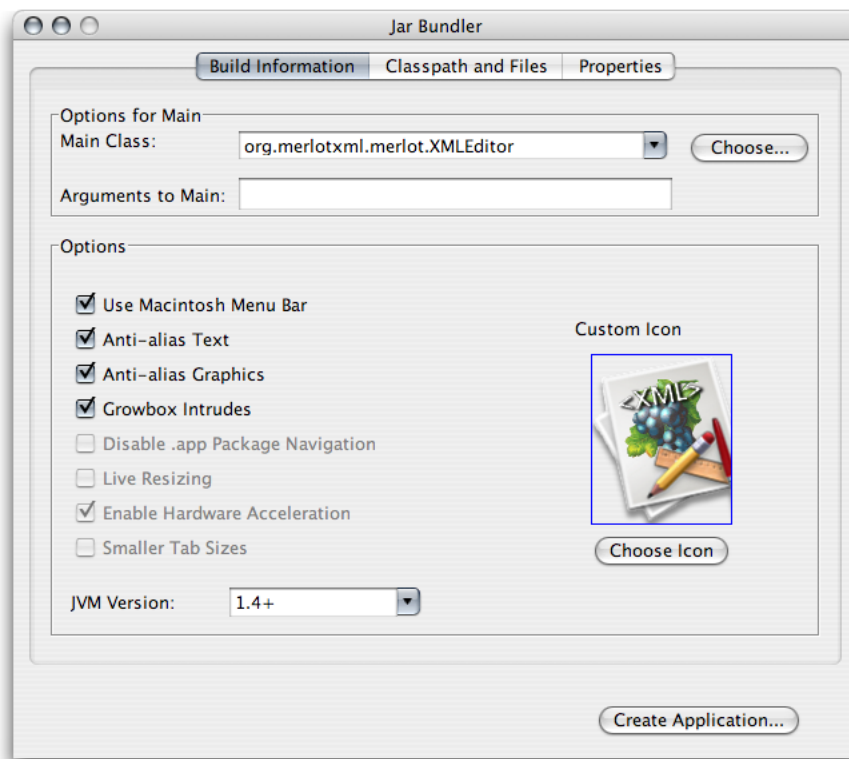 Jar Bundler
Build Information Classpath and Files Properties
Options for Main
Main Class: org.merlotxml.merlot.XMLEditor Choose...
Arguments to Main:
Options
Use Macintosh Menu Bar
Anti-alias Text
Anti-alias Graphics
Growbox Intrudes
Disable .app Package Navigation
Live Resizing
Enable Hardware Acceleration
Smaller Tab Sizes
Custom Icon
<XML>
Choose Icon
JVM Version: 1.4+
Create Application...